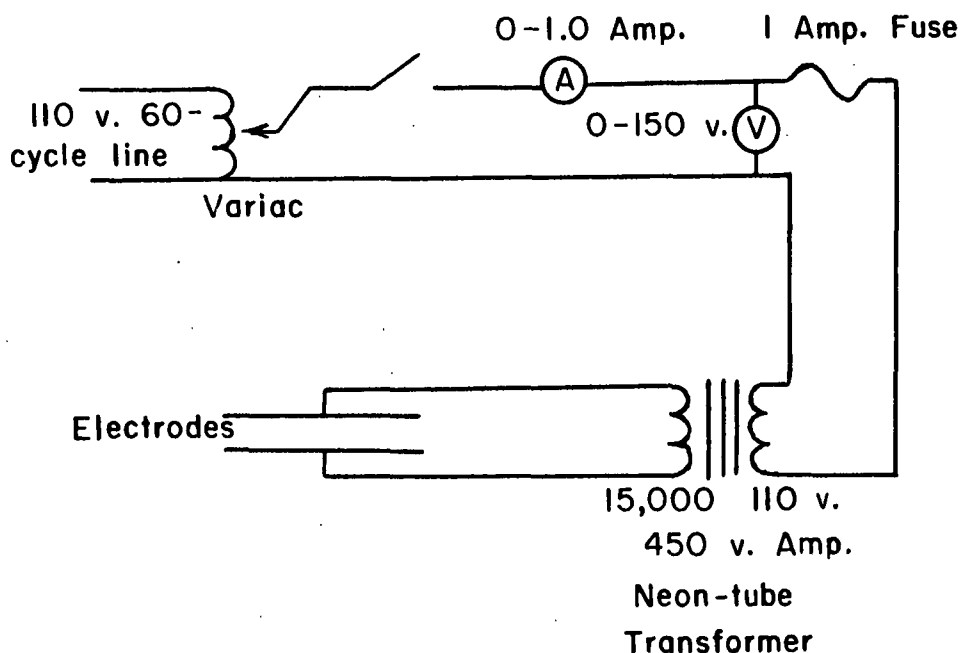 0-1.0 Amp.
1 Amp. Fuse
110 v. 60-
cycle line
A
0-150 v.
V
Variac
Electrodes
15,000
110 v.
450 v. Amp.
Neon-tube
Transformer